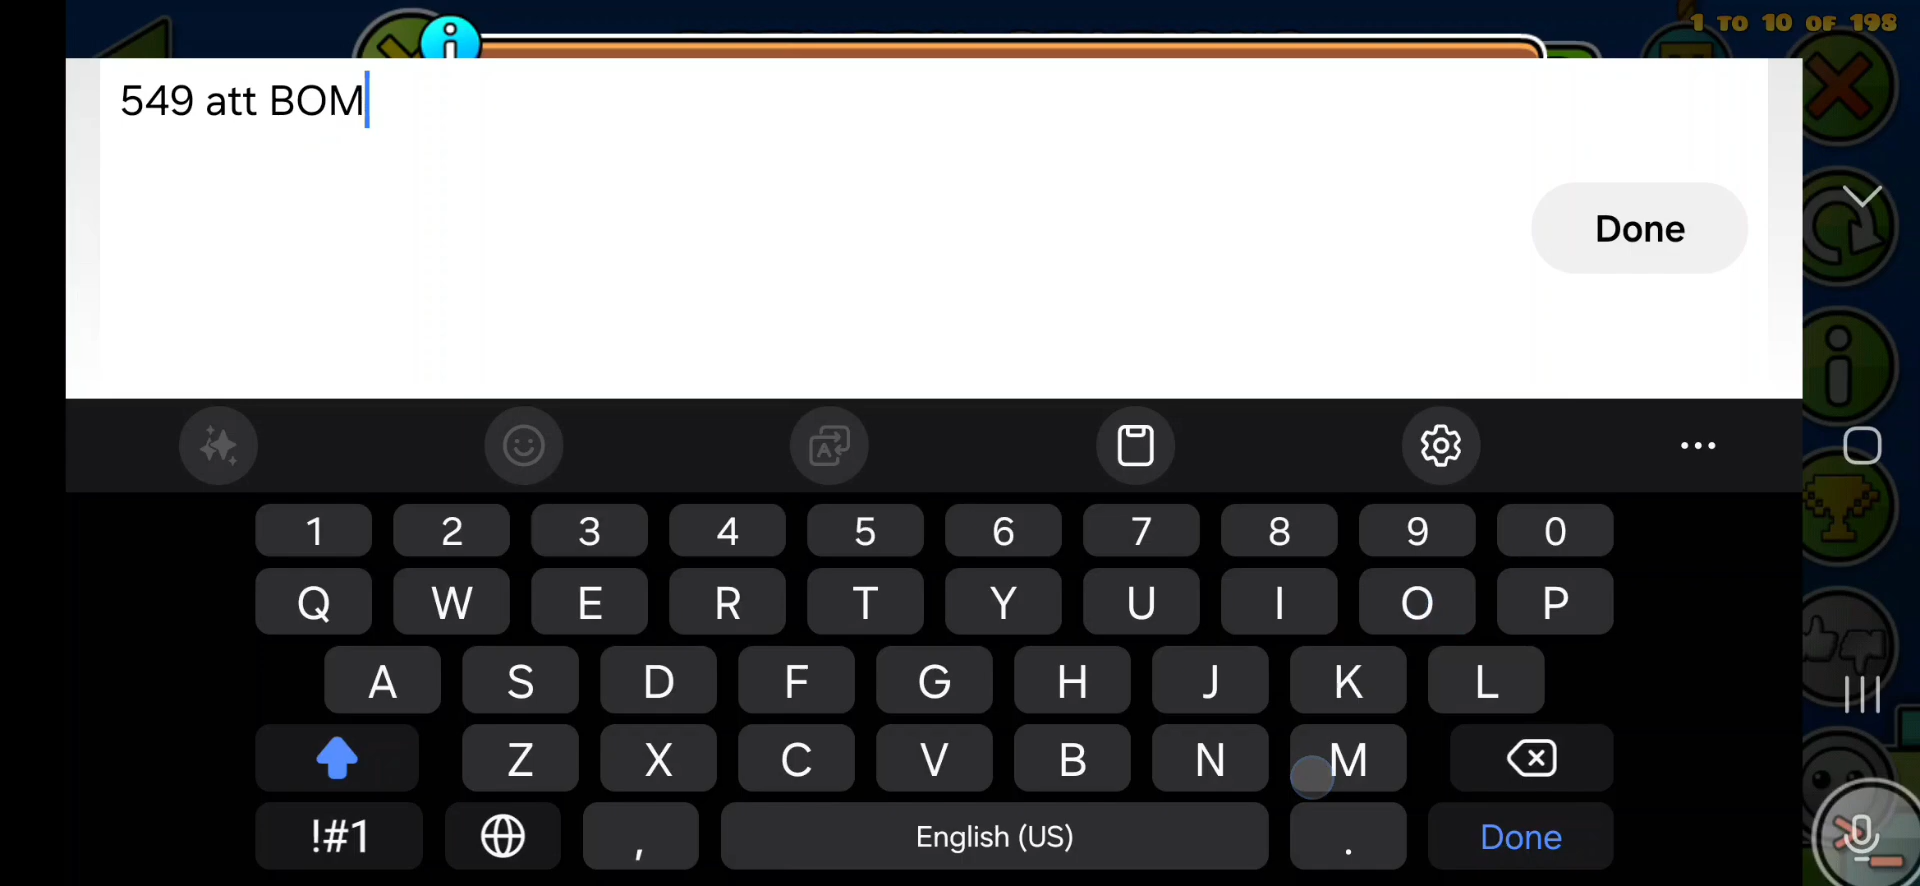 1 TO 10 OF 198
549 att BOM
Done
1 2 3 4 5 6 7 8 9 0
Q W E R T Y U I O P
A S D F G H J K L
Z X C V B N M
!#1 , English (US) . Done